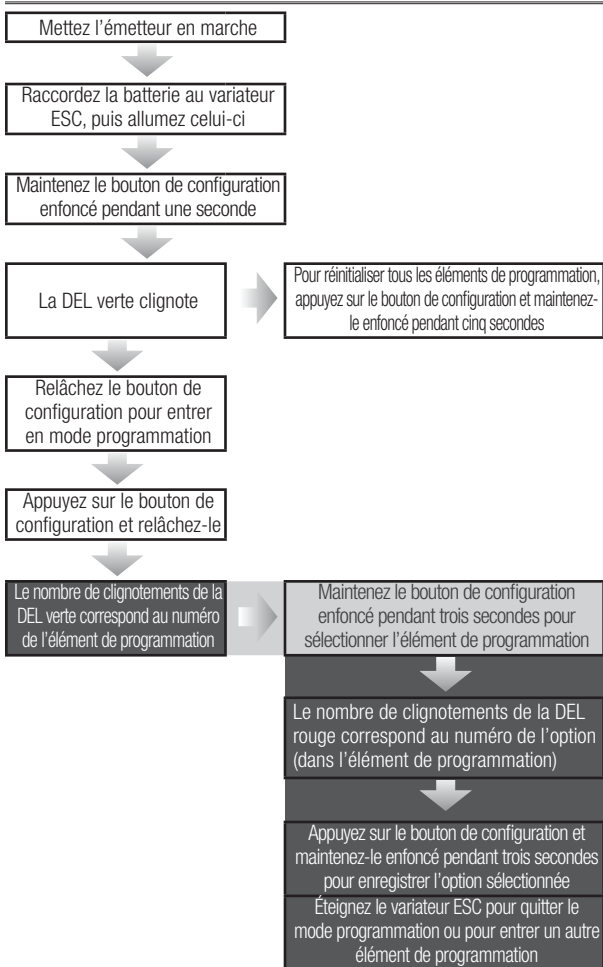 Mettez l’émetteur en marche
Raccordez la batterie au variateur
ESC, puis allumez celui-ci
Maintenez le bouton de configuration
enfoncé pendant une seconde
La DEL verte clignote
Pour réinitialiser tous les éléments de programmation,
appuyez sur le bouton de configuration et maintenez-
le enfoncé pendant cinq secondes
Relâchez le bouton de
configuration pour entrer
en mode programmation
Appuyez sur le bouton de
configuration et relâchez-le
Le nombre de clignotements de la
DEL verte correspond au numéro
de l’élément de programmation
Maintenez le bouton de configuration
enfoncé pendant trois secondes pour
sélectionner l’élément de programmation
Le nombre de clignotements de la DEL
rouge correspond au numéro de l’option
(dans l’élément de programmation)
Appuyez sur le bouton de configuration et
maintenez-le enfoncé pendant trois secondes
pour enregistrer l’option sélectionnée
Éteignez le variateur ESC pour quitter le
mode programmation ou pour entrer un autre
élément de programmation